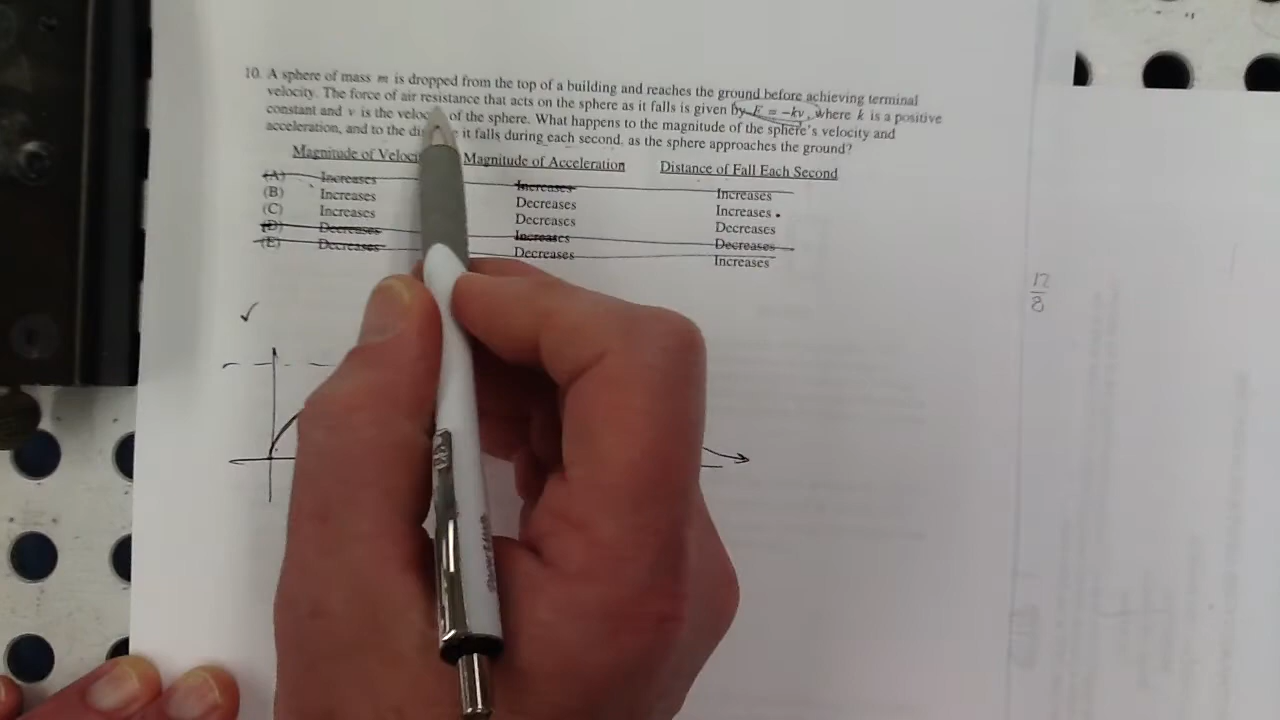 10. A sphere of mass m is dropped from the top of a building and reaches the ground before achieving terminal
velocity. The force of air resistance that acts on the sphere as it falls is given by F = -kv, where k is a positive
constant and v is the of the sphere. What happens to the magnitude of the sphere's velocity and
acceleration, and to the it falls during each second, as the sphere approaches the ground?
Magnitude of Magnitude of Acceleration Distance of Fall Each Second
(A) Increases Increases Increases
(B) Increases Decreases Increases
(C) Increases Decreases Decreases
(D) Decreases Increases Decreases
(E) Decreases Decreases Increases